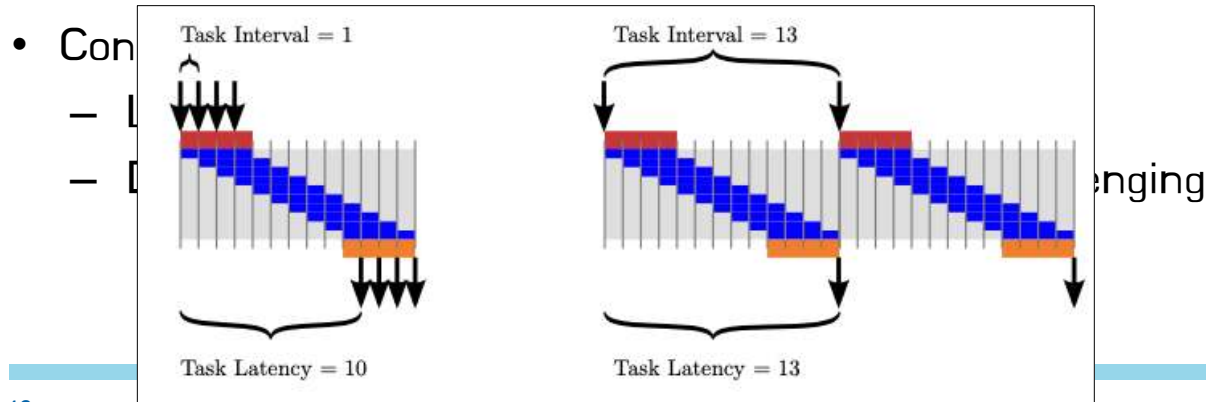 • Con
– L
–
enging
Task Interval = 1
Task Interval = 13
Task Latency = 10
Task Latency = 13